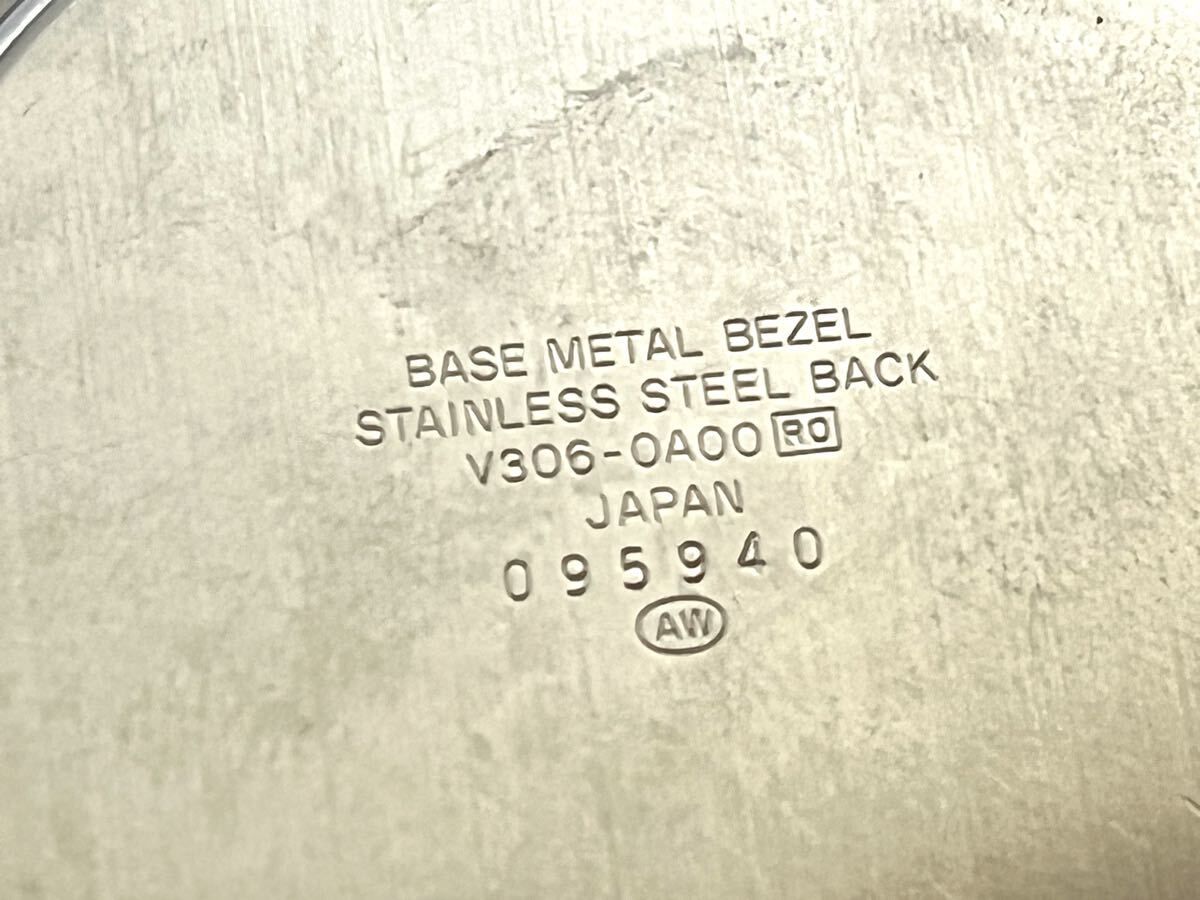 BASE METAL BEZEL
STAINLESS STEEL BACK
V306-0A00 RO
JAPAN
095940
AW